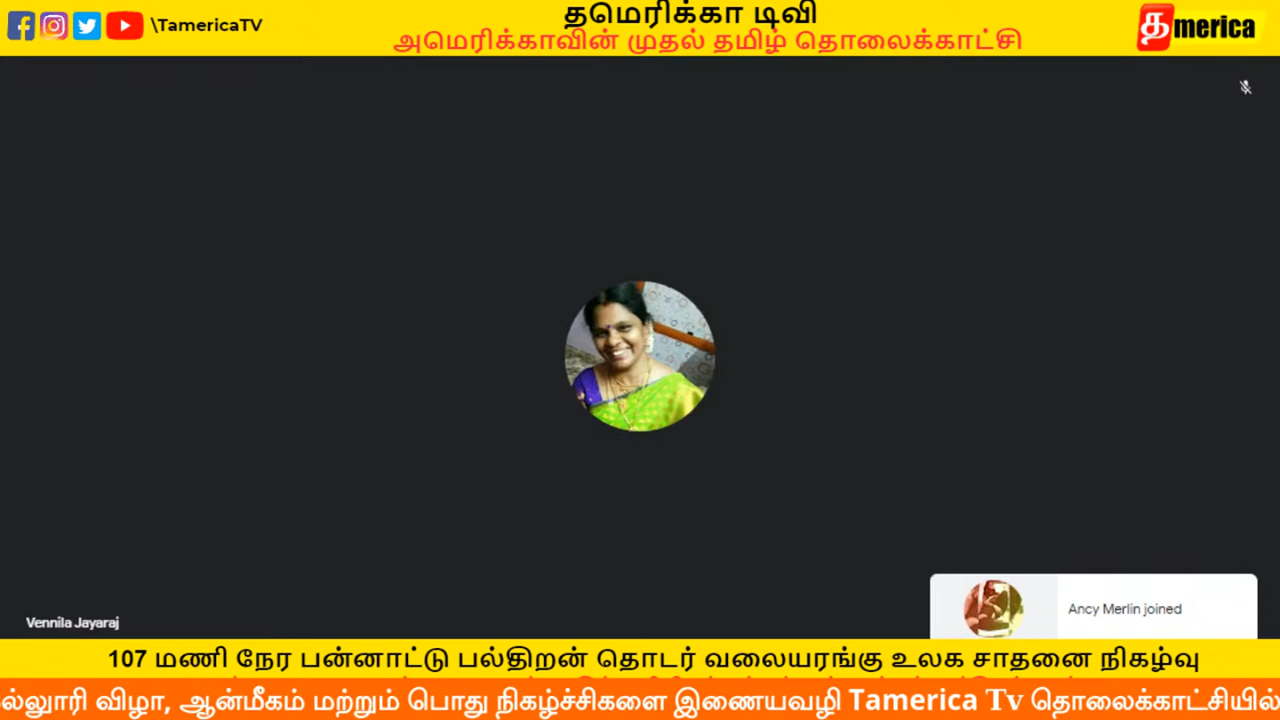 \TamericaTV
தமெரிக்கா டிவி
அமெரிக்காவின் முதல் தமிழ் தொலைக்காட்சி
தmerica
Ancy Merlin joined
Vennila Jayaraj
107 மணி நேர பன்னாட்டு பல்திறன் தொடர் வலையரங்கு உலக சாதனை நிகழ்வு
விழா, ஆன்மீகம் மற்றும் பொது நிகழ்ச்சிகளை இணையவழி Tamerica Tv தொலைக்காட்சியில்